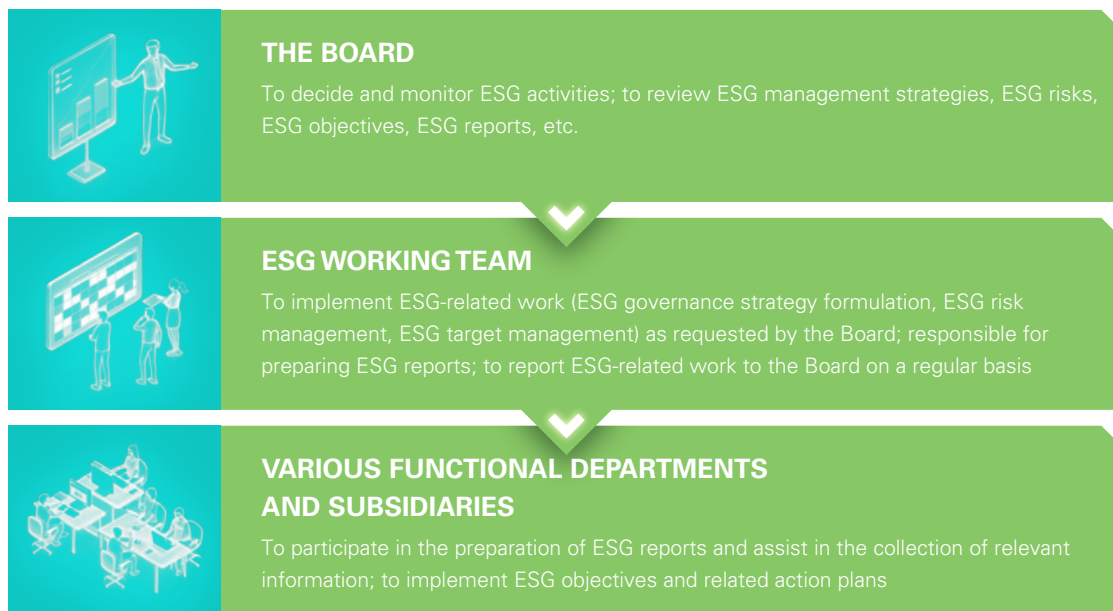 THE BOARD
To decide and monitor ESG activities; to review ESG management strategies, ESG risks,
ESG objectives, ESG reports, etc.
ESG WORKING TEAM
To implement ESG-related work (ESG governance strategy formulation, ESG risk
management, ESG target management) as requested by the Board; responsible for
preparing ESG reports; to report ESG-related work to the Board on a regular basis
VARIOUS FUNCTIONAL DEPARTMENTS
AND SUBSIDIARIES
To participate in the preparation of ESG reports and assist in the collection of relevant
information; to implement ESG objectives and related action plans